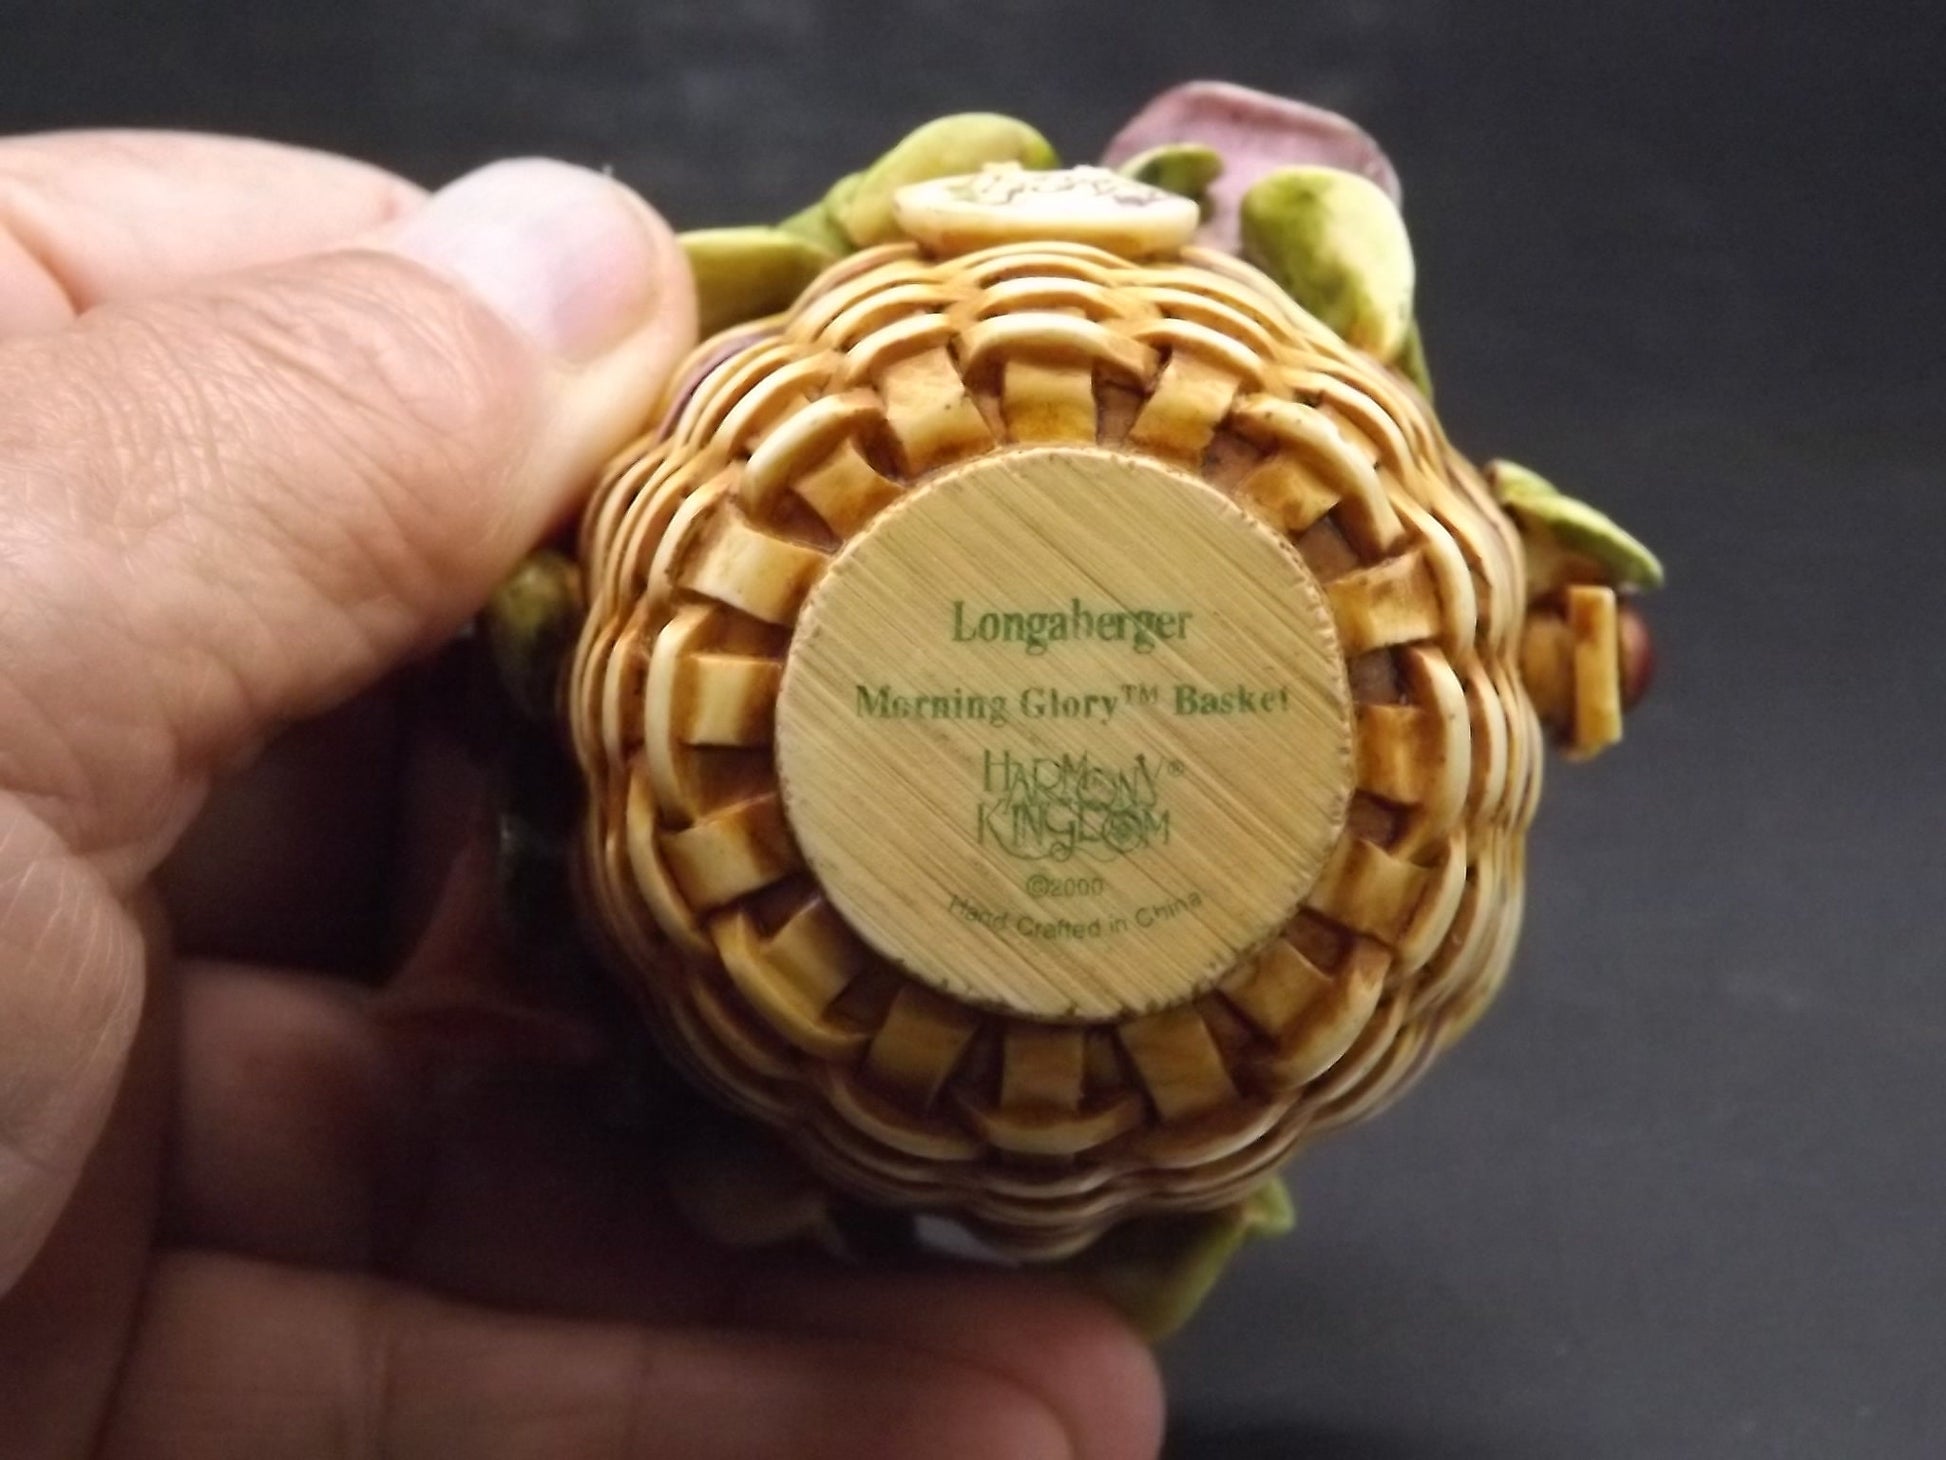 Longaberger
Morning Glory™ Basket
HARMONY®
KINGDOM
©2000
Hand Crafted in China